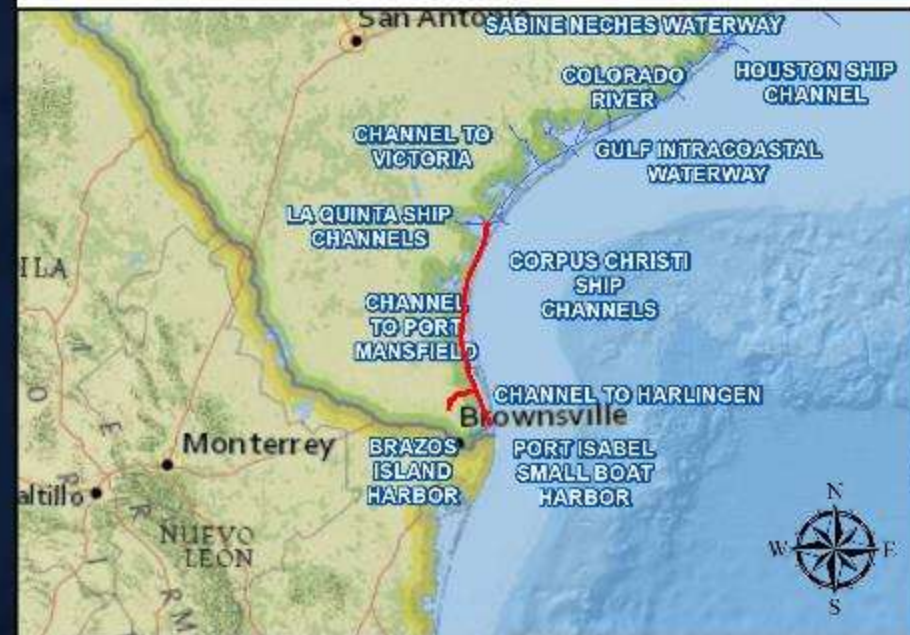 San Antonio
SABINE NECHES WATERWAY
COLORADO
RIVER
HOUSTON SHIP
CHANNEL
CHANNEL TO
VICTORIA
GULF INTRACOASTAL
WATERWAY
LA QUINTA SHIP
CHANNELS
ILA
CORPUS CHRISTI
SHIP
CHANNELS
CHANNEL
TO PORT
MANSFIELD
CHANNEL TO HARLINGEN
Brownsville
Monterrey
BRAZOS
ISLAND
HARBOR
PORT ISABEL
SMALL BOAT
HARBOR
altillo
NUEVO
LEON
N
W E
S